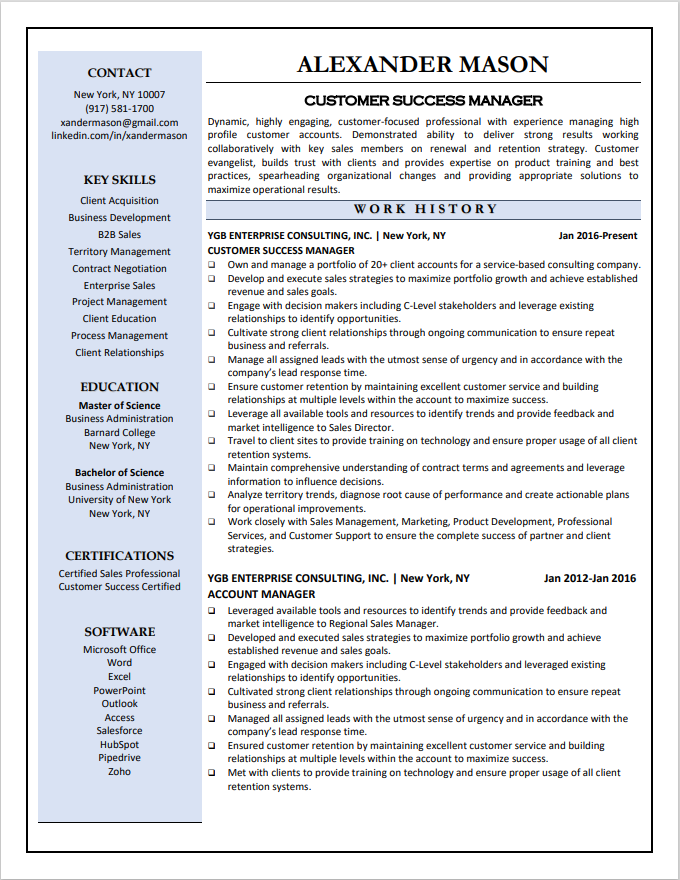 CONTACT
New York, NY 10007
(917) 581-1700
xandermason@gmail.com
linkedin.com/in/xandermason
KEY SKILLS
Client Acquisition
Business Development
B2B Sales
Territory Management
Contract Negotiation
Enterprise Sales
Project Management
Client Education
Process Management
Client Relationships
EDUCATION
Master of Science
Business Administration
Barnard College
New York, NY
Bachelor of Science
Business Administration
University of New York
New York, NY
CERTIFICATIONS
Certified Sales Professional
Customer Success Certified
SOFTWARE
Microsoft Office
Word
Excel
PowerPoint
Outlook
Access
Salesforce
HubSpot
Pipedrive
Zoho
ALEXANDER MASON
CUSTOMER SUCCESS MANAGER
Dynamic, highly engaging, customer-focused professional with experience managing high
profile customer accounts. Demonstrated ability to deliver strong results working
collaboratively with key sales members on renewal and retention strategy. Customer
evangelist, builds trust with clients and provides expertise on product training and best
practices, spearheading organizational changes and providing appropriate solutions to
maximize operational results.
WORK HISTORY
YGB ENTERPRISE CONSULTING, INC. | New York, NY Jan 2016-Present
CUSTOMER SUCCESS MANAGER
❑ Own and manage a portfolio of 20+ client accounts for a service-based consulting company.
❑ Develop and execute sales strategies to maximize portfolio growth and achieve established
revenue and sales goals.
❑ Engage with decision makers including C-Level stakeholders and leverage existing
relationships to identify opportunities.
❑ Cultivate strong client relationships through ongoing communication to ensure repeat
business and referrals.
❑ Manage all assigned leads with the utmost sense of urgency and in accordance with the
company's lead response time.
❑ Ensure customer retention by maintaining excellent customer service and building
relationships at multiple levels within the account to maximize success.
❑ Leverage all available tools and resources to identify trends and provide feedback and
market intelligence to Sales Director.
❑ Travel to client sites to provide training on technology and ensure proper usage of all client
retention systems.
❑ Maintain comprehensive understanding of contract terms and agreements and leverage
information to influence decisions.
❑ Analyze territory trends, diagnose root cause of performance and create actionable plans
for operational improvements.
❑ Work closely with Sales Management, Marketing, Product Development, Professional
Services, and Customer Support to ensure the complete success of partner and client
strategies.
YGB ENTERPRISE CONSULTING, INC. | New York, NY Jan 2012-Jan 2016
ACCOUNT MANAGER
❑ Leveraged available tools and resources to identify trends and provide feedback and
market intelligence to Regional Sales Manager.
❑ Developed and executed sales strategies to maximize portfolio growth and achieve
established revenue and sales goals.
❑ Engaged with decision makers including C-Level stakeholders and leveraged existing
relationships to identify opportunities.
❑ Cultivated strong client relationships through ongoing communication to ensure repeat
business and referrals.
❑ Managed all assigned leads with the utmost sense of urgency and in accordance with the
company's lead response time.
❑ Ensured customer retention by maintaining excellent customer service and building
relationships at multiple levels within the account to maximize success.
❑ Met with clients to provide training on technology and ensure proper usage of all client
retention systems.